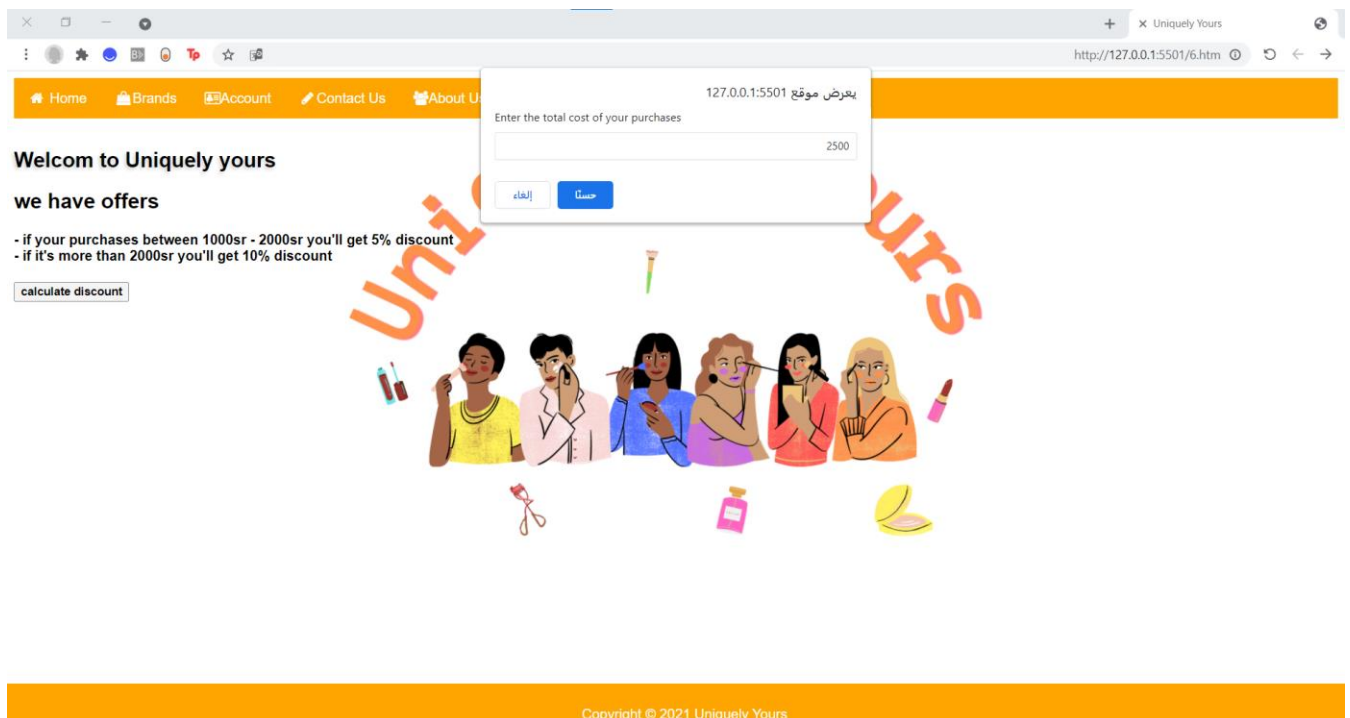 Uniquely Yours
http://127.0.0.1:5501/6.htm
Home Brands Account Contact Us About U
يعرض موقع 127.0.0.1:5501
Enter the total cost of your purchases
2500
حسنًا
إلغاء
Welcom to Uniquely yours
we have offers
- if your purchases between 1000sr - 2000sr you'll get 5% discount
- if it's more than 2000sr you'll get 10% discount
calculate discount
Copyright © 2021 Uniquely Yours